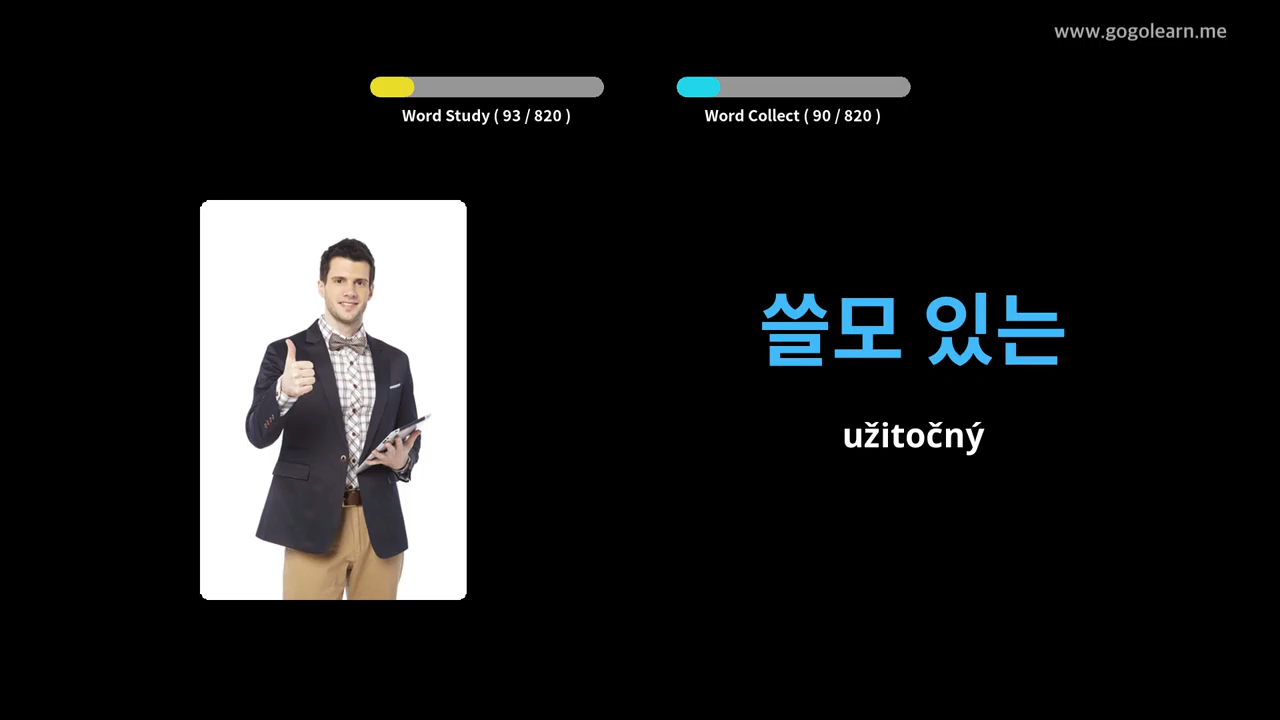 www.gogolearn.me
Word Study ( 93 / 820 )
Word Collect ( 90 / 820 )
쓸모 있는
užitočný